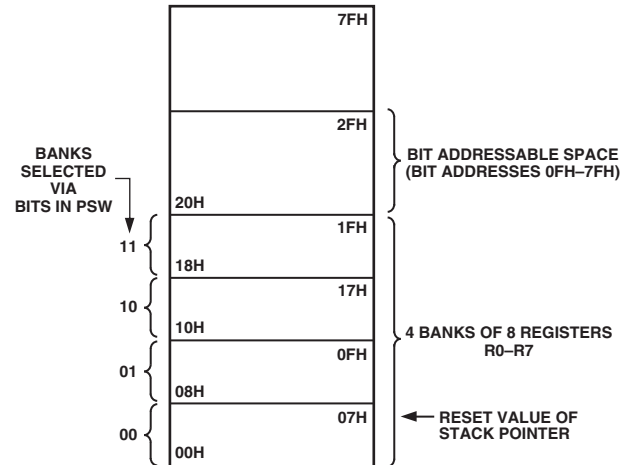 7FH
2FH
BANKS
SELECTED
VIA
BITS IN PSW
BIT ADDRESSABLE SPACE
(BIT ADDRESSES 0FH–7FH)
20H
1FH
11
18H
17H
10
10H
4 BANKS OF 8 REGISTERS
R0–R7
0FH
01
08H
07H
RESET VALUE OF
STACK POINTER
00
00H